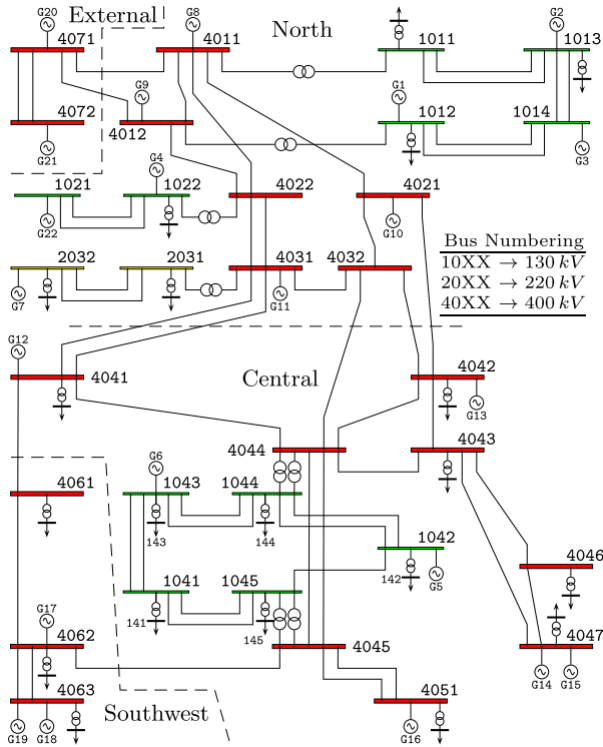 External
North
G20
G8
G2
4071
4011
1011
1013
G9
G1
4072
4012
1012
1014
G21
G4
G3
1021
1022
4022
4021
G22
G10
Bus Numbering
10XX → 130 kV
20XX → 220 kV
40XX → 400 kV
2032
2031
4031
4032
G7
G11
G12
Central
4041
4042
G13
4044
4043
4061
G6
1043
1044
143
144
1042
142
G5
4046
1041
1045
141
145
G17
4062
4045
4047
G14
G15
4063
4051
Southwest
G19
G18
G16